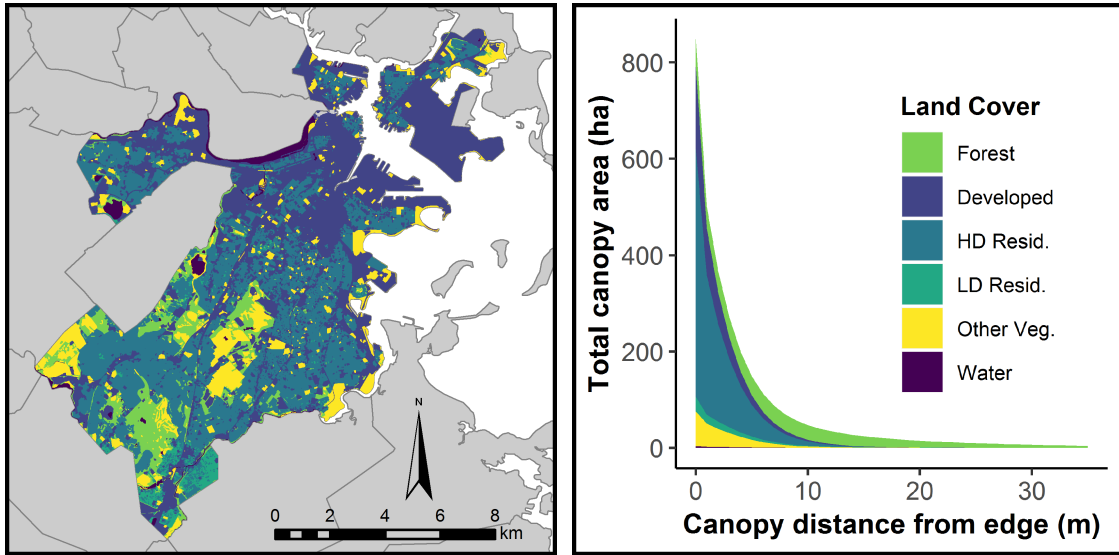 N
0 2 4 6 8
km
Total canopy area (ha)
800
600
400
200
0
0 10 20 30
Canopy distance from edge (m)
Land Cover
Forest
Developed
HD Resid.
LD Resid.
Other Veg.
Water